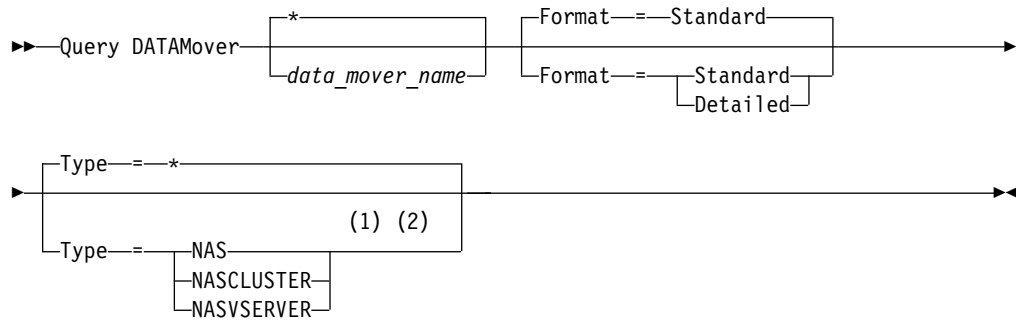 * Format = Standard
Query DATAMover
data_mover_name Format = Standard
Detailed
Type = *
(1) (2)
Type = NAS
NASCLUSTER
NASVSERVER